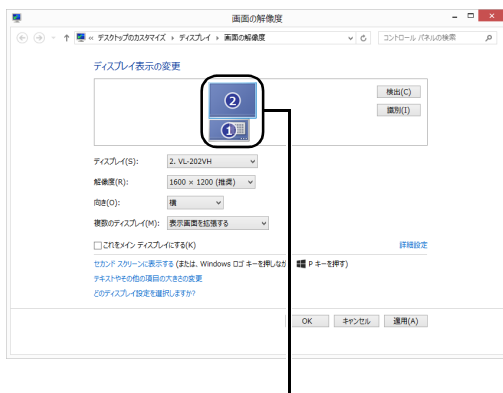 画面の解像度
« デスクトップのカスタマイズ ▸ ディスプレイ ▸ 画面の解像度
コントロール パネルの検索
ディスプレイ表示の変更
2
1
検出(C)
識別(I)
ディスプレイ(S): 2. VL-202VH
解像度(R): 1600 × 1200 (推奨)
向き(O): 横
複数のディスプレイ(M): 表示画面を拡張する
これをメイン ディスプレイにする(K)
詳細設定
セカンド スクリーンに表示する (または、Windows ロゴ キーを押しなが P キーを押す)
テキストやその他の項目の大きさの変更
どのディスプレイ設定を選択しますか?
OK キャンセル 適用(A)